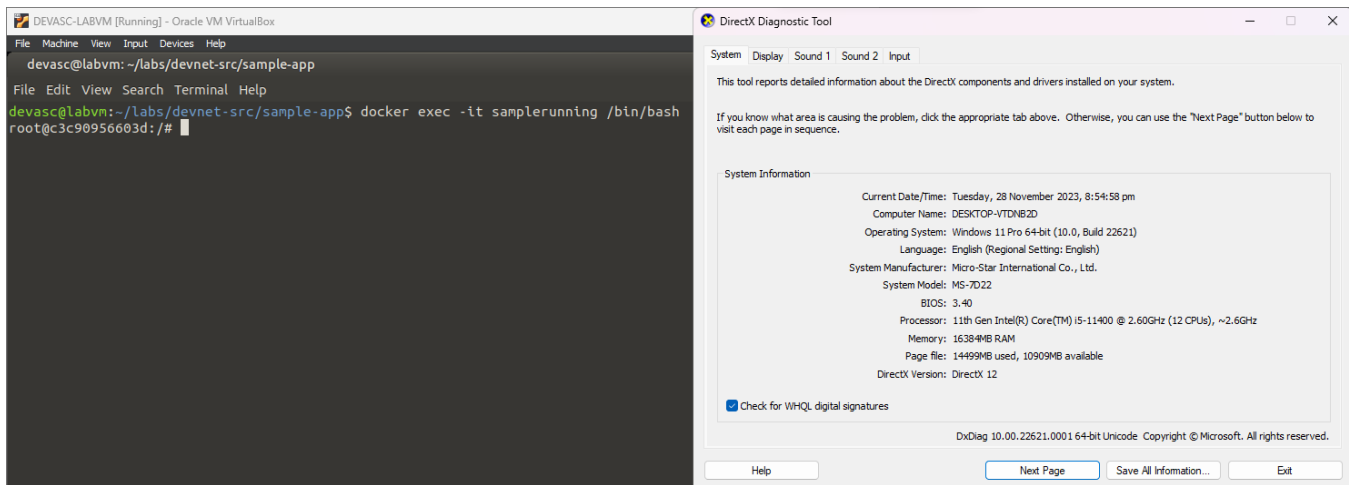 DEVASC-LABVM [Running] - Oracle VM VirtualBox
File Machine View Input Devices Help
devasc@labvm: ~/labs/devnet-src/sample-app
File Edit View Search Terminal Help
devasc@labvm:~/labs/devnet-src/sample-app$ docker exec -it samplerunning /bin/bash
root@c3c90956603d:/#
DirectX Diagnostic Tool
System Display Sound 1 Sound 2 Input
This tool reports detailed information about the DirectX components and drivers installed on your system.
If you know what area is causing the problem, click the appropriate tab above. Otherwise, you can use the "Next Page" button below to
visit each page in sequence.
System Information
Current Date/Time: Tuesday, 28 November 2023, 8:54:58 pm
Computer Name: DESKTOP-VTDNB2D
Operating System: Windows 11 Pro 64-bit (10.0, Build 22621)
Language: English (Regional Setting: English)
System Manufacturer: Micro-Star International Co., Ltd.
System Model: MS-7D22
BIOS: 3.40
Processor: 11th Gen Intel(R) Core(TM) i5-11400 @ 2.60GHz (12 CPUs), ~2.6GHz
Memory: 16384MB RAM
Page file: 14499MB used, 10909MB available
DirectX Version: DirectX 12
Check for WHQL digital signatures
DxDiag 10.00.22621.0001 64-bit Unicode Copyright © Microsoft. All rights reserved.
Help Next Page Save All Information... Exit